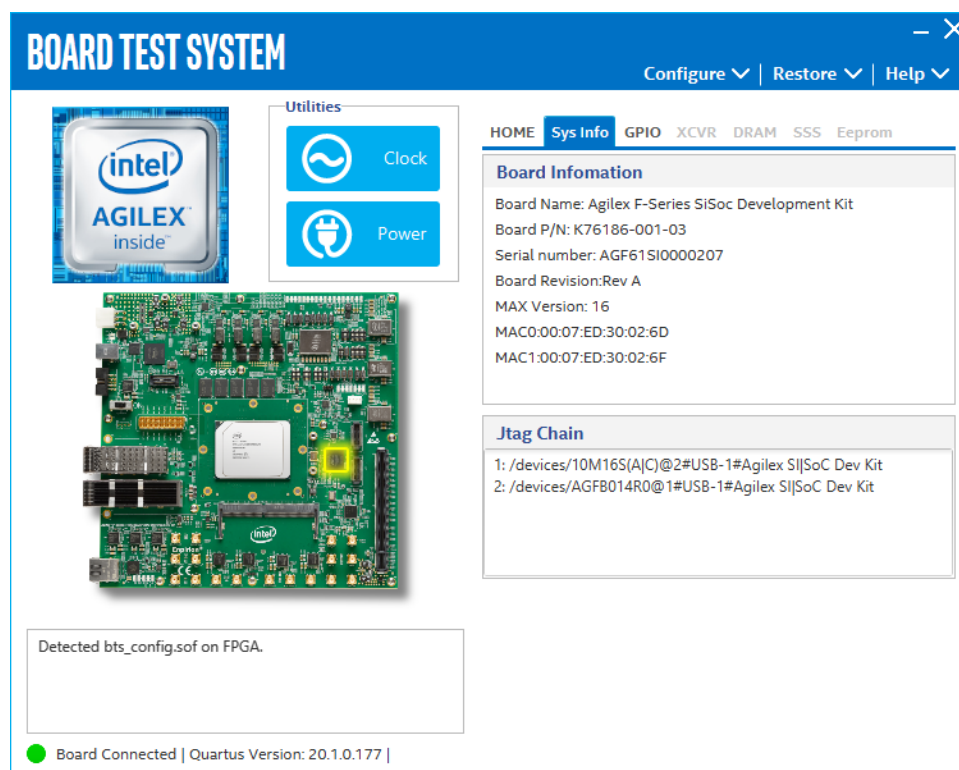 BOARD TEST SYSTEM
Configure | Restore | Help
Utilities
intel
AGILEX
inside™
Clock
Power
HOME Sys Info GPIO XCVR DRAM SSS Eeprom
Board Infomation
Board Name: Agilex F-Series SiSoc Development Kit
Board P/N: K76186-001-03
Serial number: AGF61SI0000207
Board Revision:Rev A
MAX Version: 16
MAC0:00:07:ED:30:02:6D
MAC1:00:07:ED:30:02:6F
Jtag Chain
1: /devices/10M16S(A|C)@2#USB-1#Agilex SI|SoC Dev Kit
2: /devices/AGFB014R0@1#USB-1#Agilex SI|SoC Dev Kit
intel
Enpirion
CE
Detected bts_config.sof on FPGA.
Board Connected | Quartus Version: 20.1.0.177 |